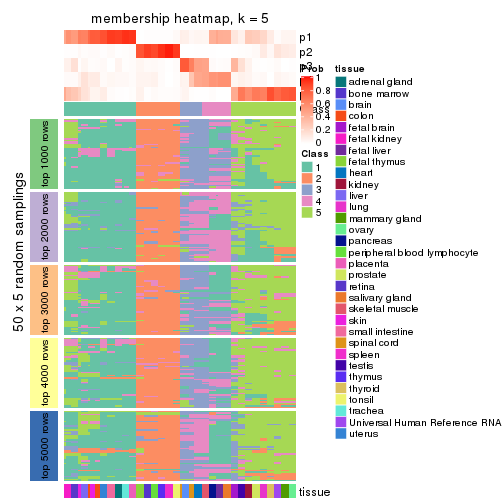 membership heatmap, k = 5
p1
p2
p3
Prob
1
0.8
0.6
0.4
0.2
0
Class
1
2
3
4
5
50 x 5 random samplings
top 1000 rows
top 2000 rows
top 3000 rows
top 4000 rows
top 5000 rows
tissue
tissue
adrenal gland
bone marrow
brain
colon
fetal brain
fetal kidney
fetal liver
fetal thymus
heart
kidney
liver
lung
mammary gland
ovary
pancreas
peripheral blood lymphocyte
placenta
prostate
retina
salivary gland
skeletal muscle
skin
small intestine
spinal cord
spleen
testis
thymus
thyroid
tonsil
trachea
Universal Human Reference RNA
uterus